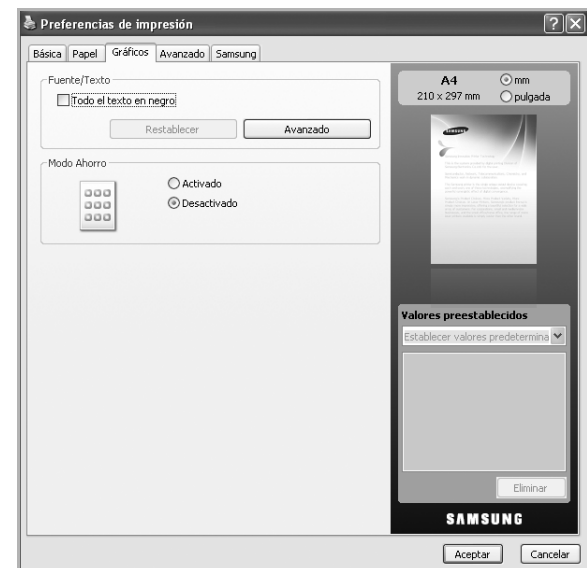 Preferencias de impresión
Básica Papel Gráficos Avanzado Samsung
Fuente/Texto
Todo el texto en negro
Restablecer Avanzado
Modo Ahorro
Activado
Desactivado
A4
210 x 297 mm
mm
pulgada
SAMSUNG
Valores preestablecidos
Establecer valores predetermina
Eliminar
SAMSUNG
Aceptar Cancelar